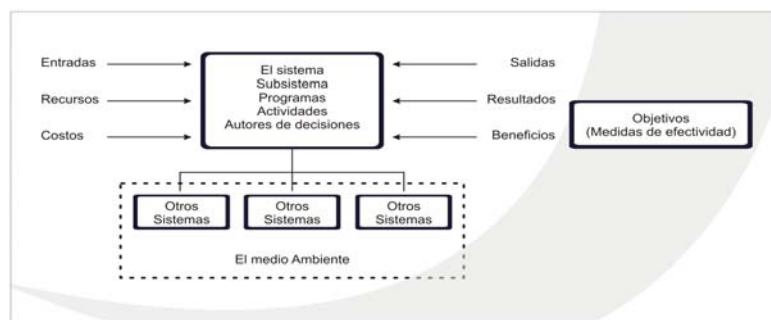 Entradas
Recursos
Costos
El sistema
Subsistema
Programas
Actividades
Autores de decisiones
Salidas
Resultados
Beneficios
Objetivos
(Medidas de efectividad)
Otros
Sistemas
Otros
Sistemas
Otros
Sistemas
El medio Ambiente